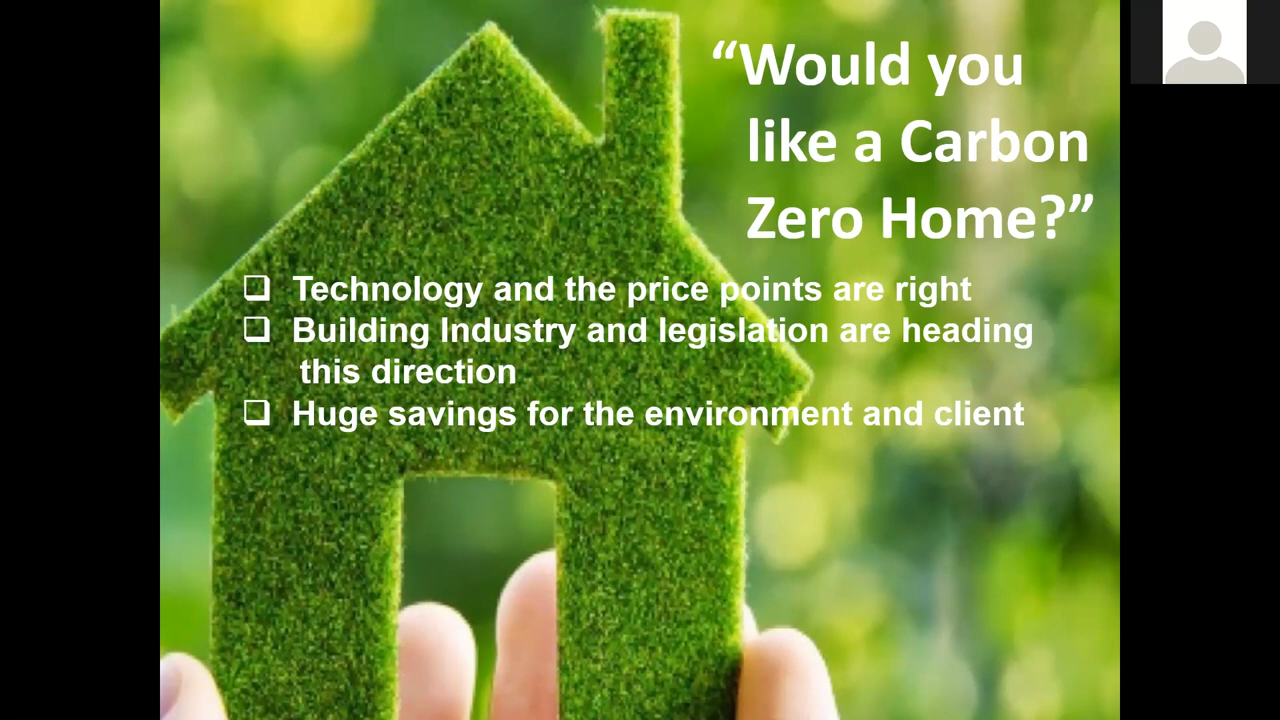 “Would you
like a Carbon
Zero Home?”
❑ Technology and the price points are right
❑ Building Industry and legislation are heading
this direction
❑ Huge savings for the environment and client